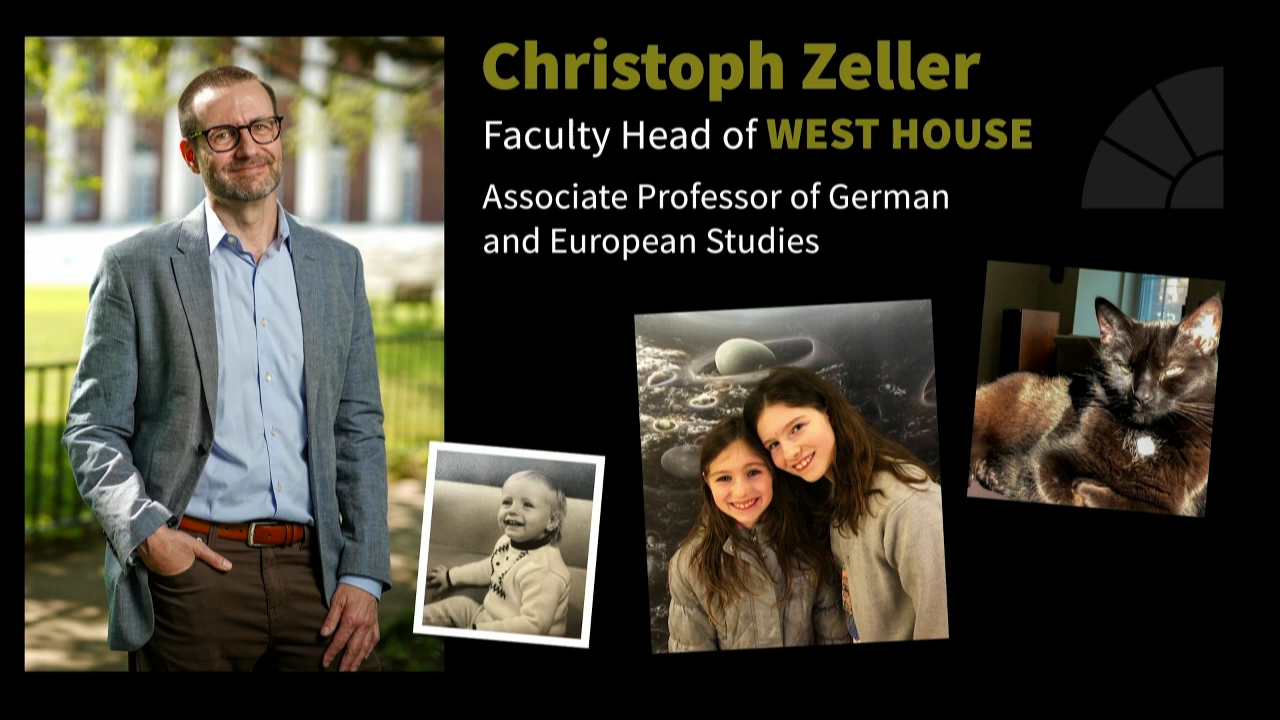 Christoph Zeller
Faculty Head of WEST HOUSE
Associate Professor of German
and European Studies